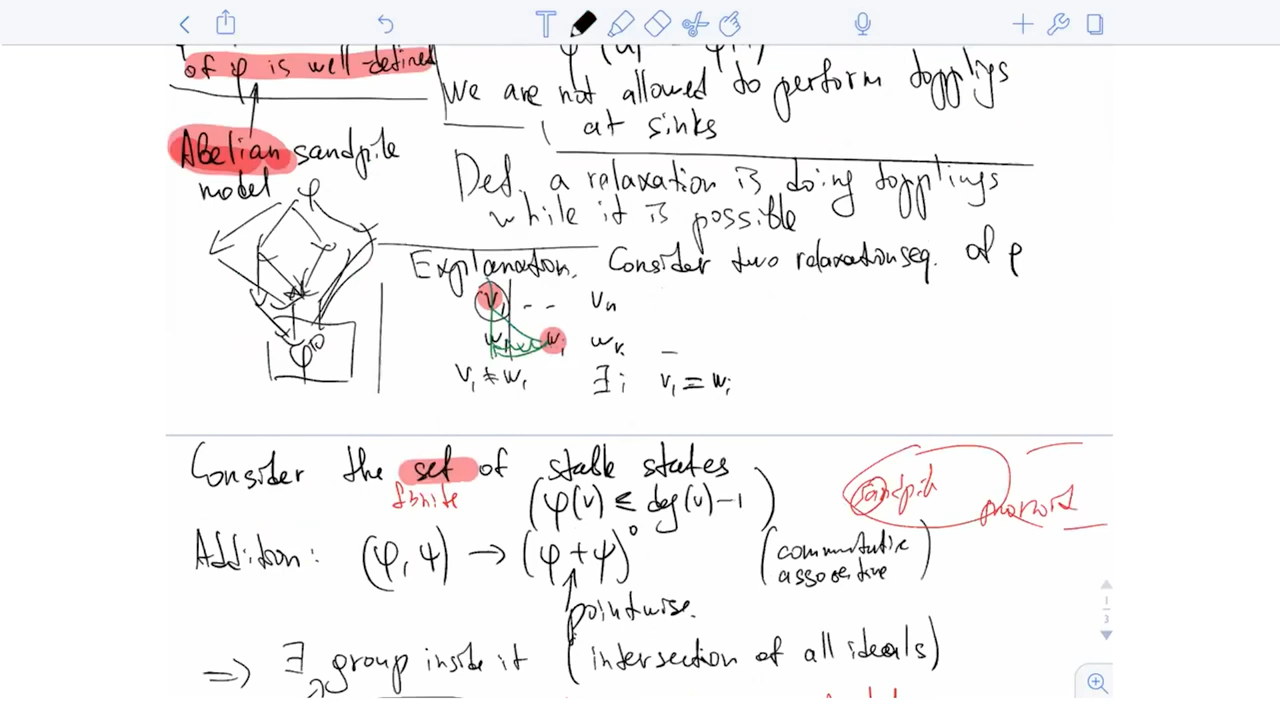 of φ is well-defined
We are not allowed to perform topplings
at sinks
Abelian sandpile
model φ
Def. a relaxation is doing topplings
while it is possible
φ°
Explanation. Consider two relaxation seq. of φ
v₁ - - vₙ
w₁ wᵢ wₖ
v₁ ≠ w₁ ∃ i v₁ = wᵢ
Consider the set of stable states
finite (φ(v) ≤ deg(v)-1)
sandpile monoid
Addition: (φ, ψ) → (φ+ψ)° (commutative
pointwise.
⇒ ∃ group inside it (intersection of all ideals)